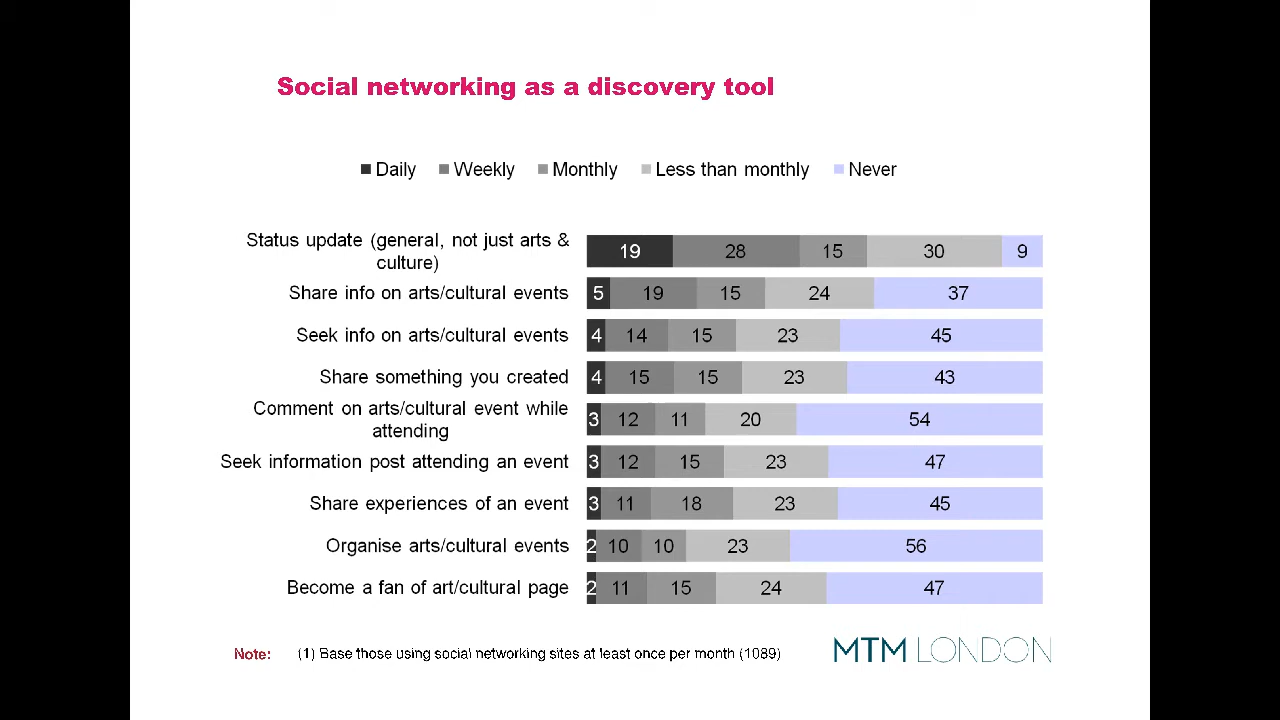 Social networking as a discovery tool
Daily Weekly Monthly Less than monthly Never
Status update (general, not just arts &
culture)
19 28 15 30 9
Share info on arts/cultural events 5 19 15 24 37
Seek info on arts/cultural events 4 14 15 23 45
Share something you created 4 15 15 23 43
Comment on arts/cultural event while
attending
3 12 11 20 54
Seek information post attending an event 3 12 15 23 47
Share experiences of an event 3 11 18 23 45
Organise arts/cultural events 2 10 10 23 56
Become a fan of art/cultural page 2 11 15 24 47
Note: (1) Base those using social networking sites at least once per month (1089)
MTM LONDON